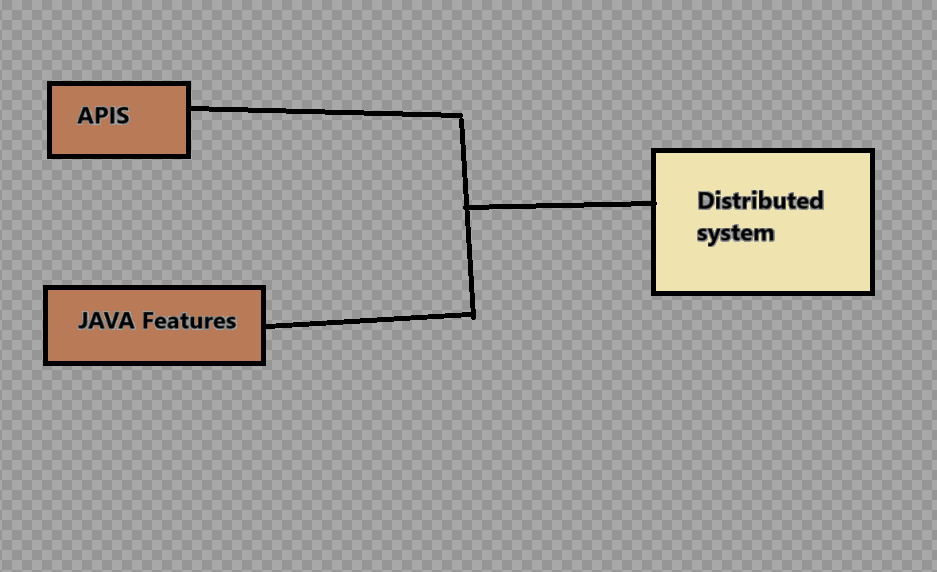 APIS
JAVA Features
Distributed
system